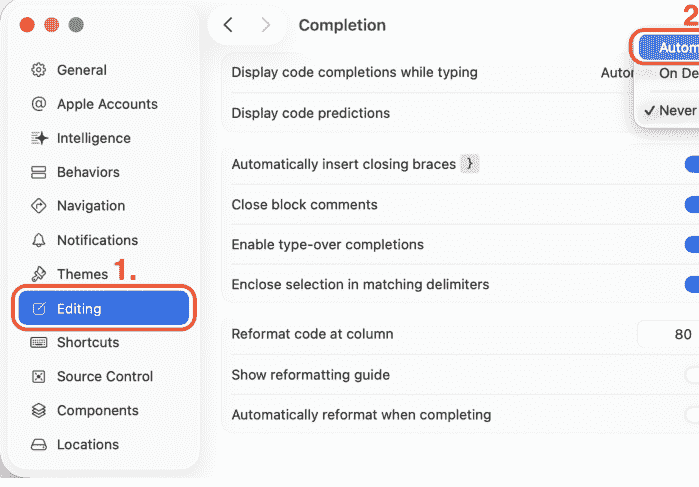 Completion
2
General
Apple Accounts
Intelligence
Behaviors
Navigation
Notifications
Themes
1.
Editing
Shortcuts
Source Control
Components
Locations
Display code completions while typing
Display code predictions
On De
✓ Never
Automatically insert closing braces }
Close block comments
Enable type-over completions
Enclose selection in matching delimiters
Reformat code at column 80
Show reformatting guide
Automatically reformat when completing